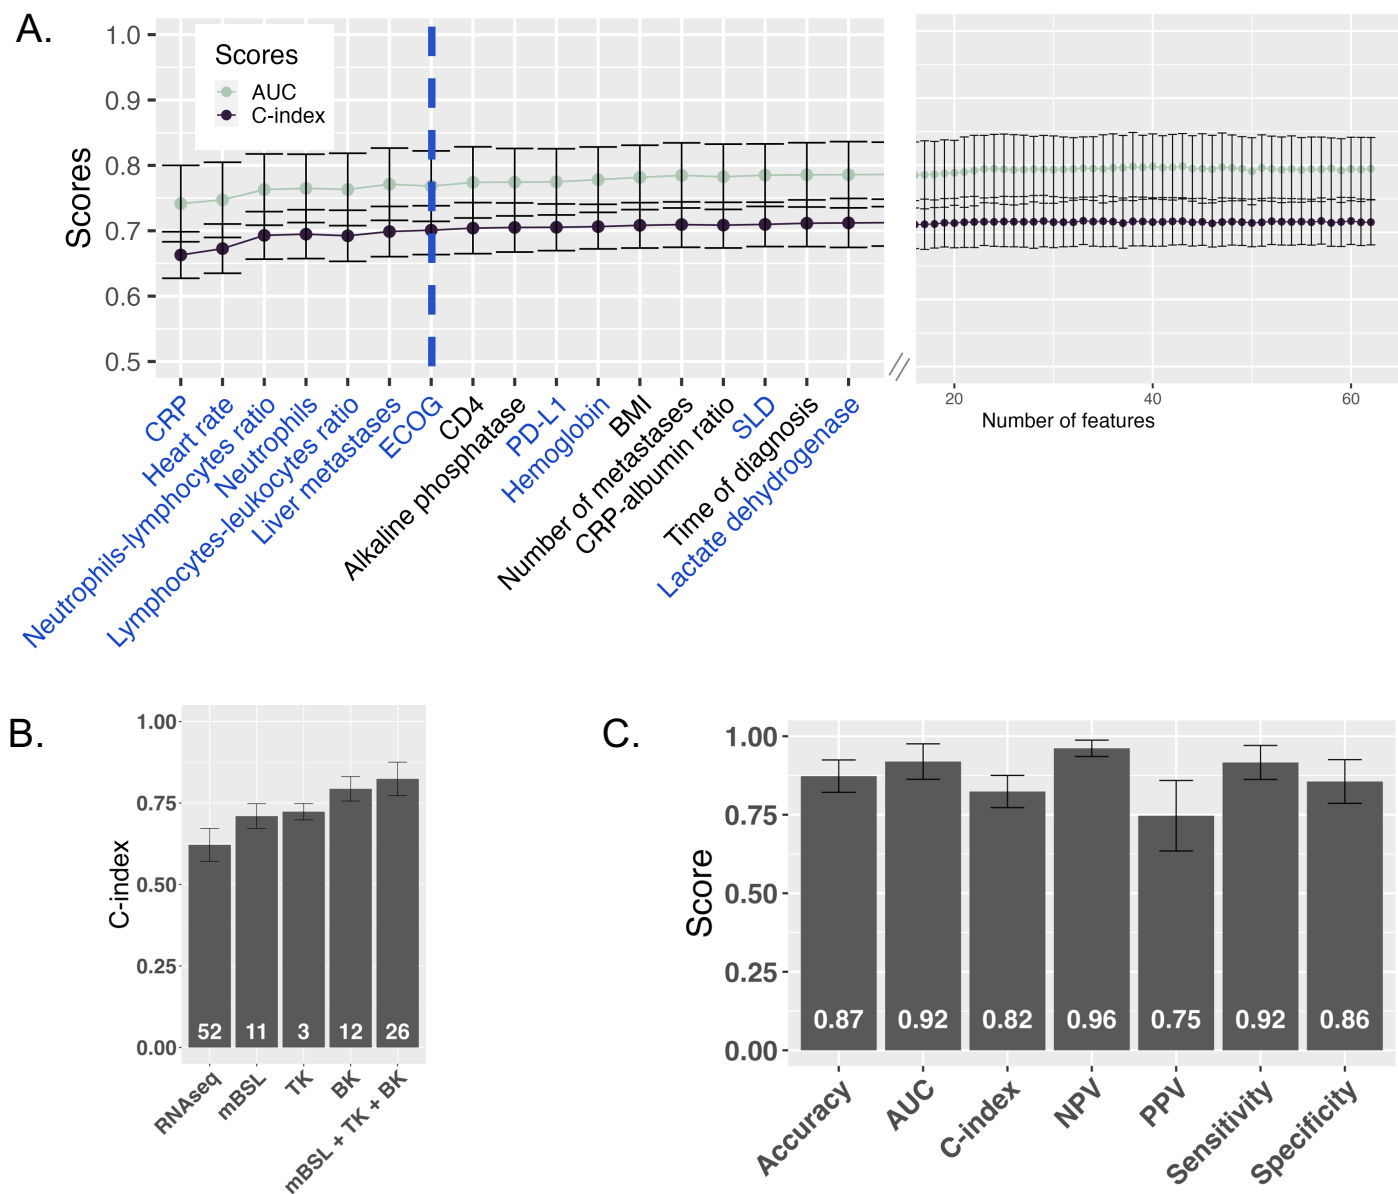 A.
Scores
1.0
0.9
0.8
0.7
0.6
0.5
Scores
AUC
C-index
CRP
Heart rate
Neutrophils-lymphocytes ratio
Neutrophils
Lymphocytes-leukocytes ratio
Liver metastases
ECOG
CD4
Alkaline phosphatase
PD-L1
Hemoglobin
BMI
Number of metastases
CRP-albumin ratio
SLD
Time of diagnosis
Lactate dehydrogenase
20 40 60
Number of features
B.
C-index
1.00
0.75
0.50
0.25
0.00
52 11 3 12 26
RNAseq
mBSL
TK
BK
mBSL + TK + BK
C.
Score
1.00
0.75
0.50
0.25
0.00
0.87 0.92 0.82 0.96 0.75 0.92 0.86
Accuracy
AUC
C-index
NPV
PPV
Sensitivity
Specificity